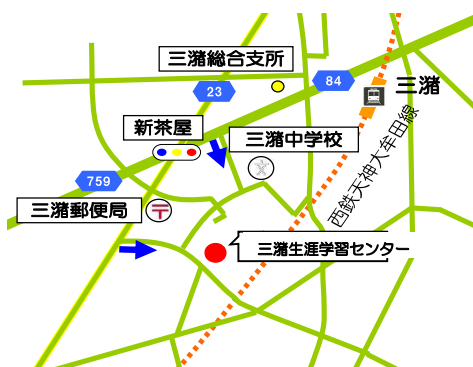 三潴総合支所
84
三潴
23
新茶屋
三潴中学校
西鉄天神大牟田線
759
三潴郵便局
三潴生涯学習センター